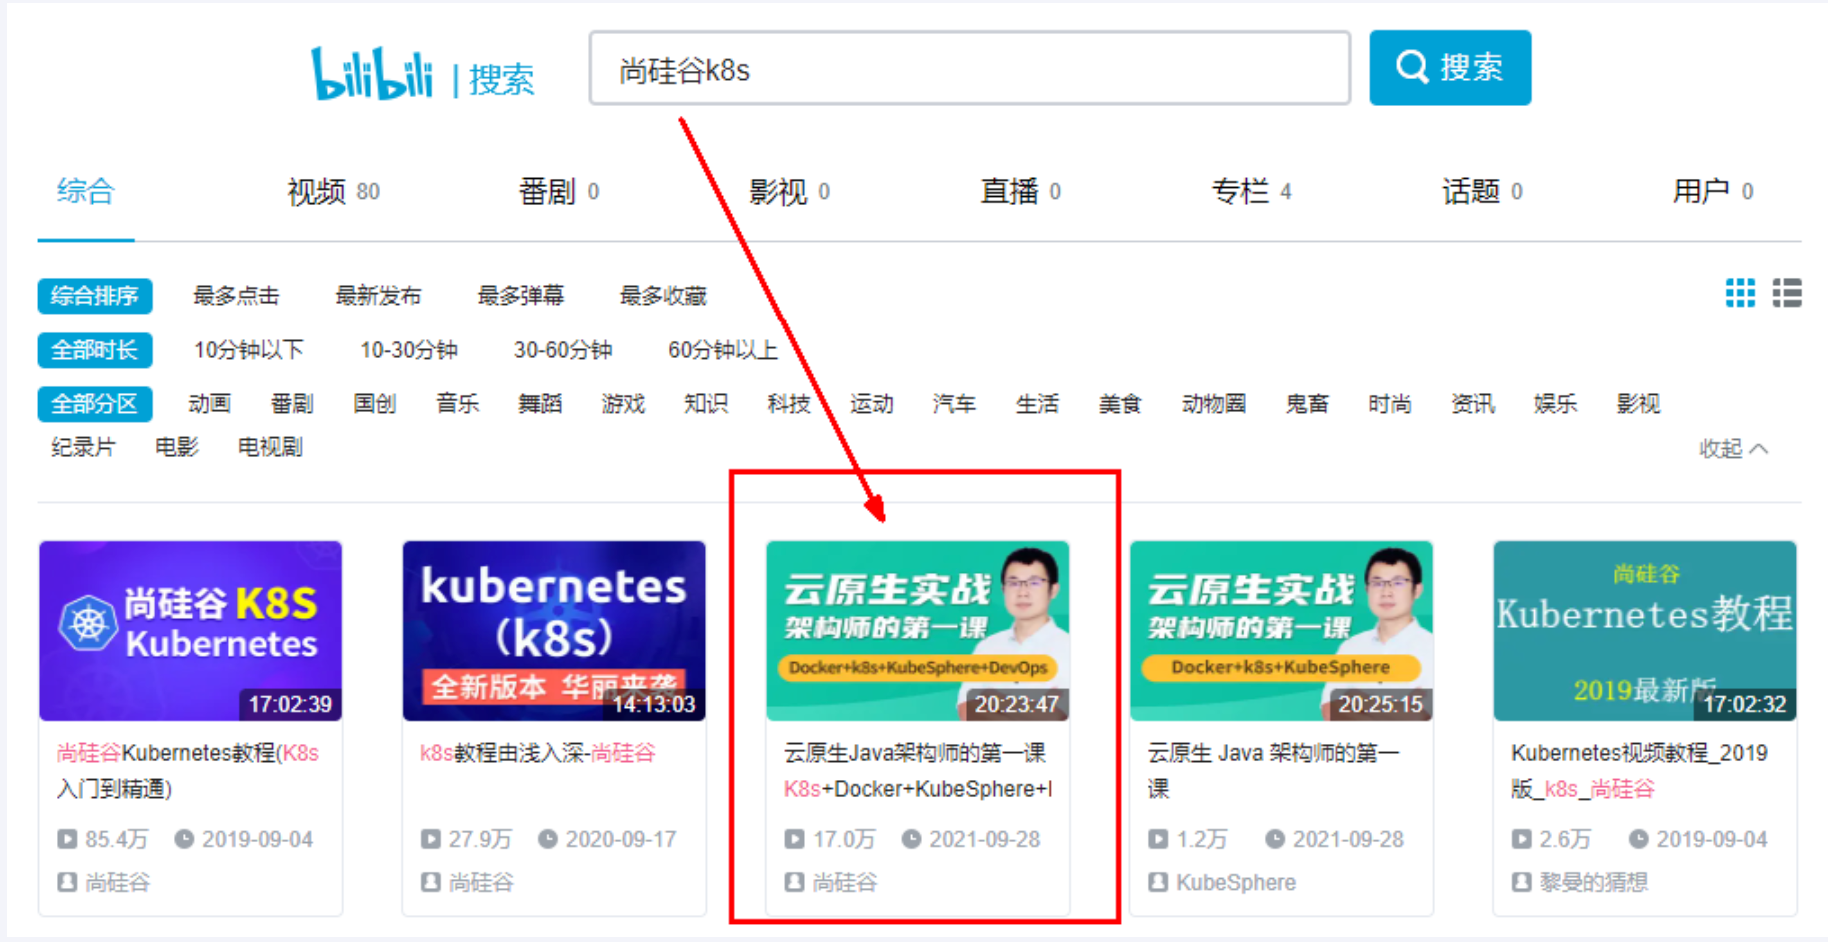 bilibili | 搜索
尚硅谷k8s
搜索
综合
视频 80
番剧 0
影视 0
直播 0
专栏 4
话题 0
用户 0
综合排序 最多点击 最新发布 最多弹幕 最多收藏
全部时长 10分钟以下 10-30分钟 30-60分钟 60分钟以上
全部分区 动画 番剧 国创 音乐 舞蹈 游戏 知识 科技 运动 汽车 生活 美食 动物圈 鬼畜 时尚 资讯 娱乐 影视
纪录片 电影 电视剧
收起
尚硅谷 K8S
Kubernetes
17:02:39
尚硅谷Kubernetes教程(K8s
入门到精通)
85.4万 2019-09-04
尚硅谷
kubernetes
(k8s)
全新版本 华丽来袭
14:13:03
k8s教程由浅入深-尚硅谷
27.9万 2020-09-17
尚硅谷
云原生实战
架构师的第一课
Docker+k8s+KubeSphere+DevOps
20:23:47
云原生Java架构师的第一课
K8s+Docker+KubeSphere+
17.0万 2021-09-28
尚硅谷
云原生实战
架构师的第一课
Docker+k8s+KubeSphere
20:25:15
云原生 Java 架构师的第一
课
1.2万 2021-09-28
KubeSphere
尚硅谷
Kubernetes教程
2019最新版
17:02:32
Kubernetes视频教程_2019
版_k8s_尚硅谷
2.6万 2019-09-04
黎曼的猜想